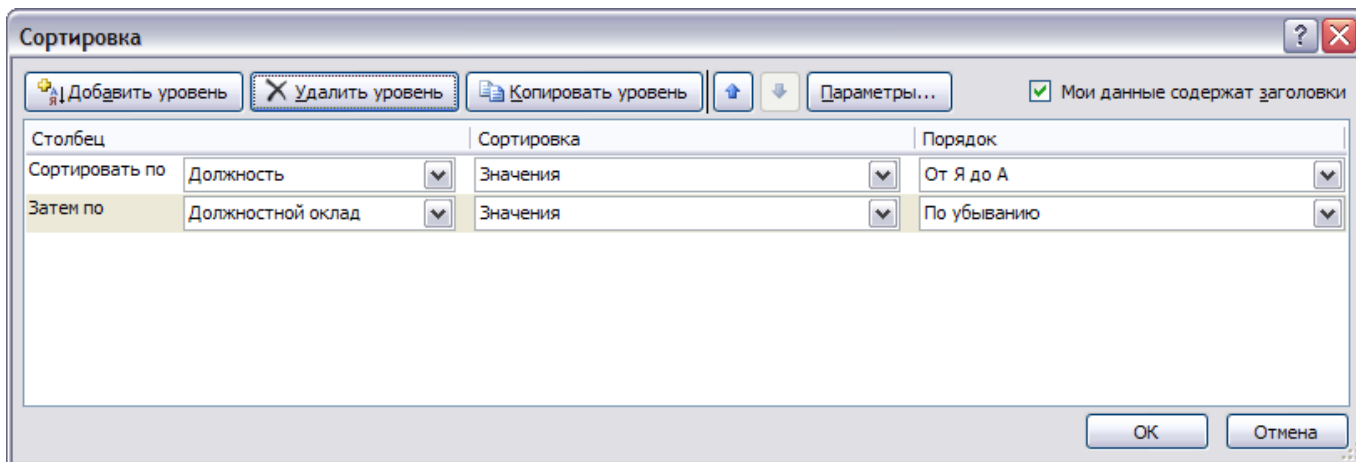 Сортировка
Добавить уровень Удалить уровень Копировать уровень Параметры... Мои данные содержат заголовки
Столбец Сортировка Порядок
Сортировать по Должность Значения От Я до А
Затем по Должностной оклад Значения По убыванию
ОК Отмена